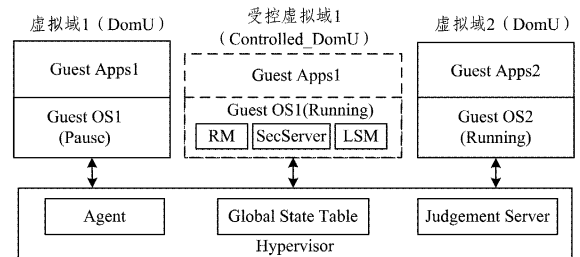 虚拟域1(DomU)
受控虚拟域1
(Controlled_DomU)
虚拟域2(DomU)
Guest Apps1
Guest Apps1
Guest Apps2
Guest OS1
(Pause)
Guest OS1(Running)
RM
SecServer
LSM
Guest OS2
(Running)
Agent
Global State Table
Judgement Server
Hypervisor